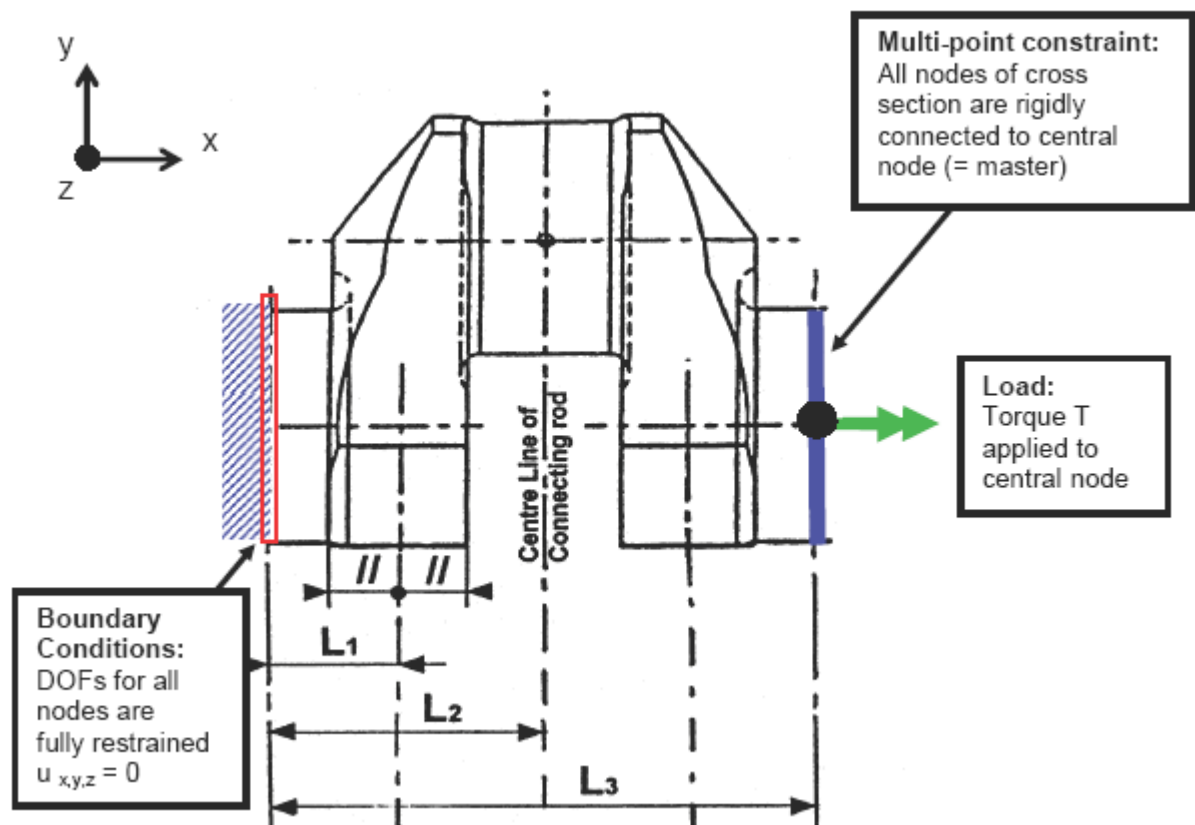 y
x
z
Multi-point constraint:
All nodes of cross
section are rigidly
connected to central
node (= master)
Load:
Torque T
applied to
central node
Centre Line of
Connecting rod
//
//
Boundary
Conditions:
DOFs for all
nodes are
fully restrained
u x,y,z = 0
L1
L2
L3